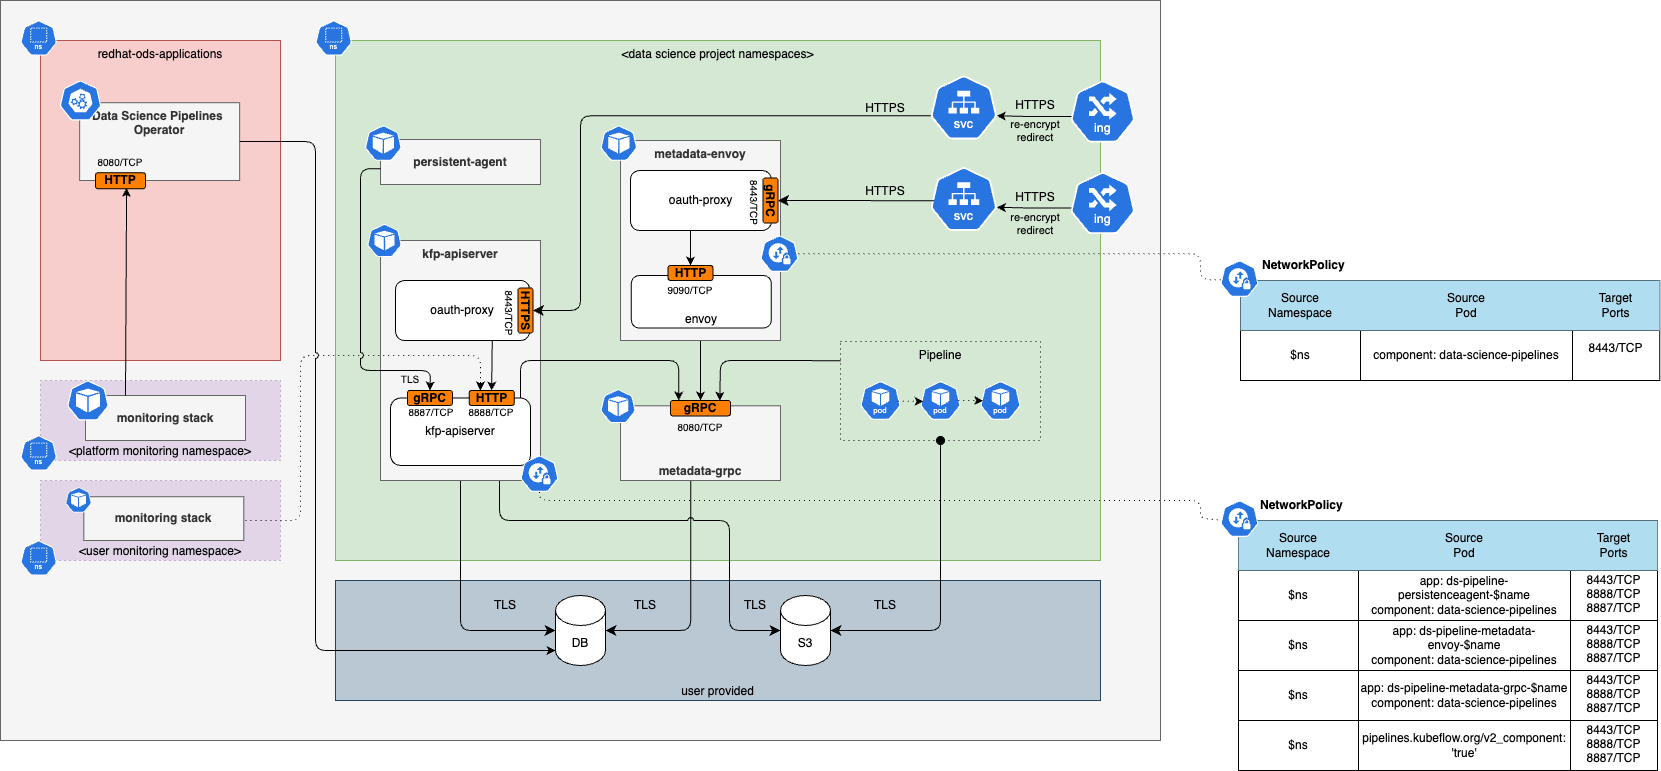 ns
redhat-ods-applications
Data Science Pipelines
Operator
8080/TCP
HTTP
monitoring stack
<platform monitoring namespace>
ns
monitoring stack
<user monitoring namespace>
ns
ns
<data science project namespaces>
persistent-agent
kfp-apiserver
oauth-proxy
8443/TCP
HTTPS
TLS
gRPC
HTTP
8887/TCP
8888/TCP
kfp-apiserver
metadata-envoy
oauth-proxy
8443/TCP
gRPC
HTTP
9090/TCP
envoy
gRPC
8080/TCP
metadata-grpc
HTTPS
svc
HTTPS
re-encrypt
redirect
ing
HTTPS
svc
HTTPS
re-encrypt
redirect
ing
Pipeline
pod
pod
pod
TLS
TLS
TLS
TLS
DB
S3
user provided
NetworkPolicy
Source
Namespace
Source
Pod
Target
Ports
$ns
component: data-science-pipelines
8443/TCP
NetworkPolicy
Source
Namespace
Source
Pod
Target
Ports
$ns
app: ds-pipeline-
persistenceagent-$name
component: data-science-pipelines
8443/TCP
8888/TCP
8887/TCP
$ns
app: ds-pipeline-metadata-
envoy-$name
component: data-science-pipelines
8443/TCP
8888/TCP
8887/TCP
$ns
app: ds-pipeline-metadata-grpc-$name
component: data-science-pipelines
8443/TCP
8888/TCP
8887/TCP
$ns
pipelines.kubeflow.org/v2_component:
'true'
8443/TCP
8888/TCP
8887/TCP